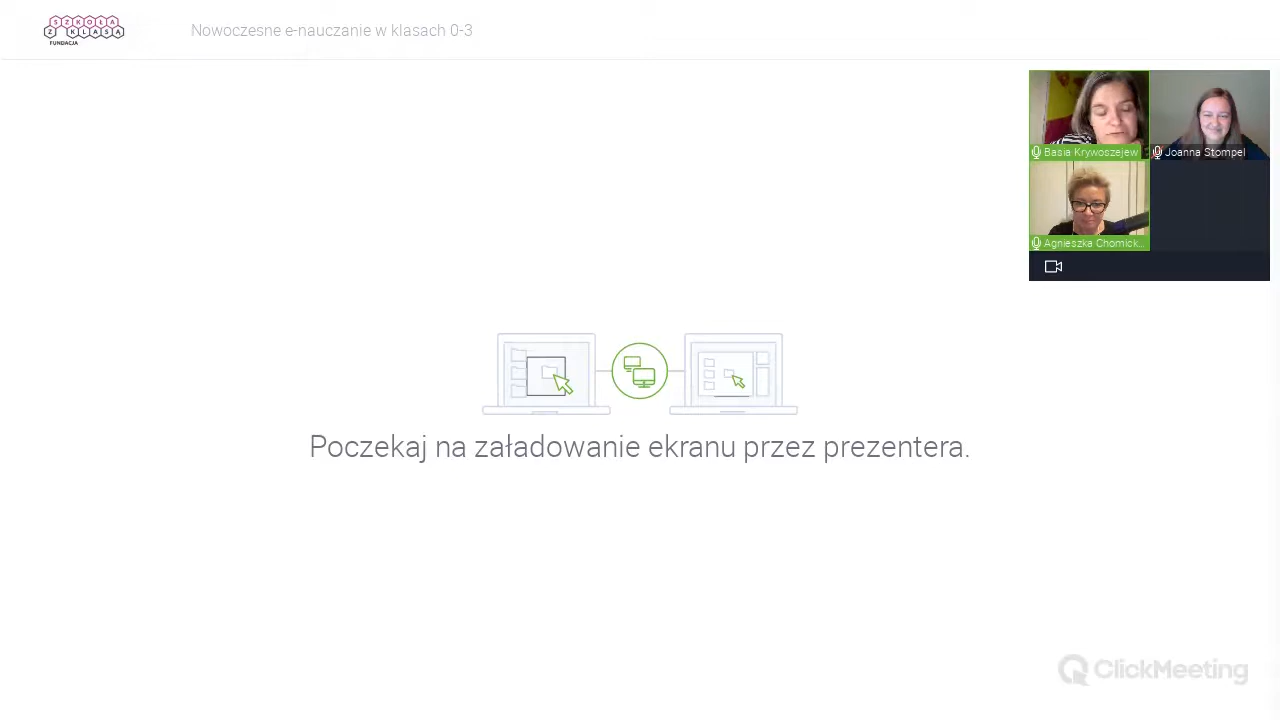 SZKOŁA
Z KLASĄ
FUNDACJA
Nowoczesne e-nauczanie w klasach 0-3
Basia Krywoszejew
Joanna Stompel
Agnieszka Chomick...
Poczekaj na załadowanie ekranu przez prezentera.
ClickMeeting